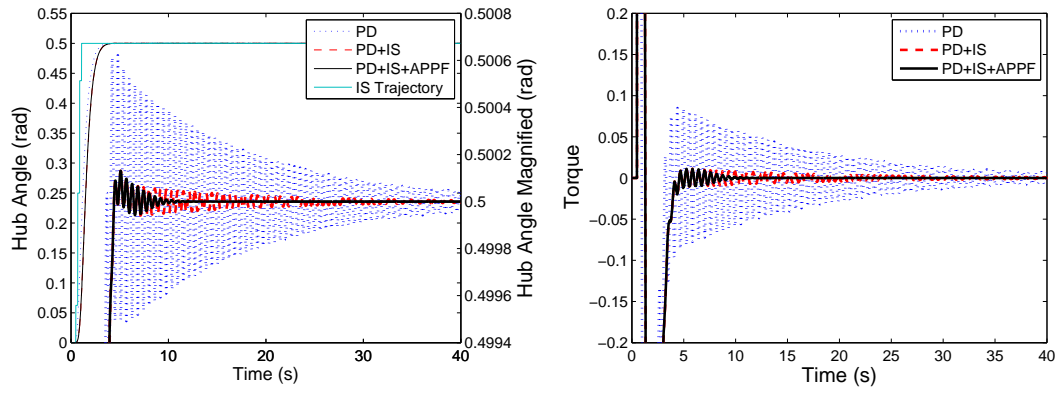 0.55
0.5
0.45
0.4
0.35
0.3
0.25
0.2
0.15
0.1
0.05
0
Hub Angle (rad)
0 10 20 30 40
Time (s)
0.5008
0.5006
0.5004
0.5002
0.5
0.4998
0.4996
0.4994
Hub Angle Magnified (rad)
PD
PD+IS
PD+IS+APPF
IS Trajectory
0.2
0.15
0.1
0.05
0
−0.05
−0.1
−0.15
−0.2
Torque
0 5 10 15 20 25 30 35 40
Time (s)
PD
PD+IS
PD+IS+APPF